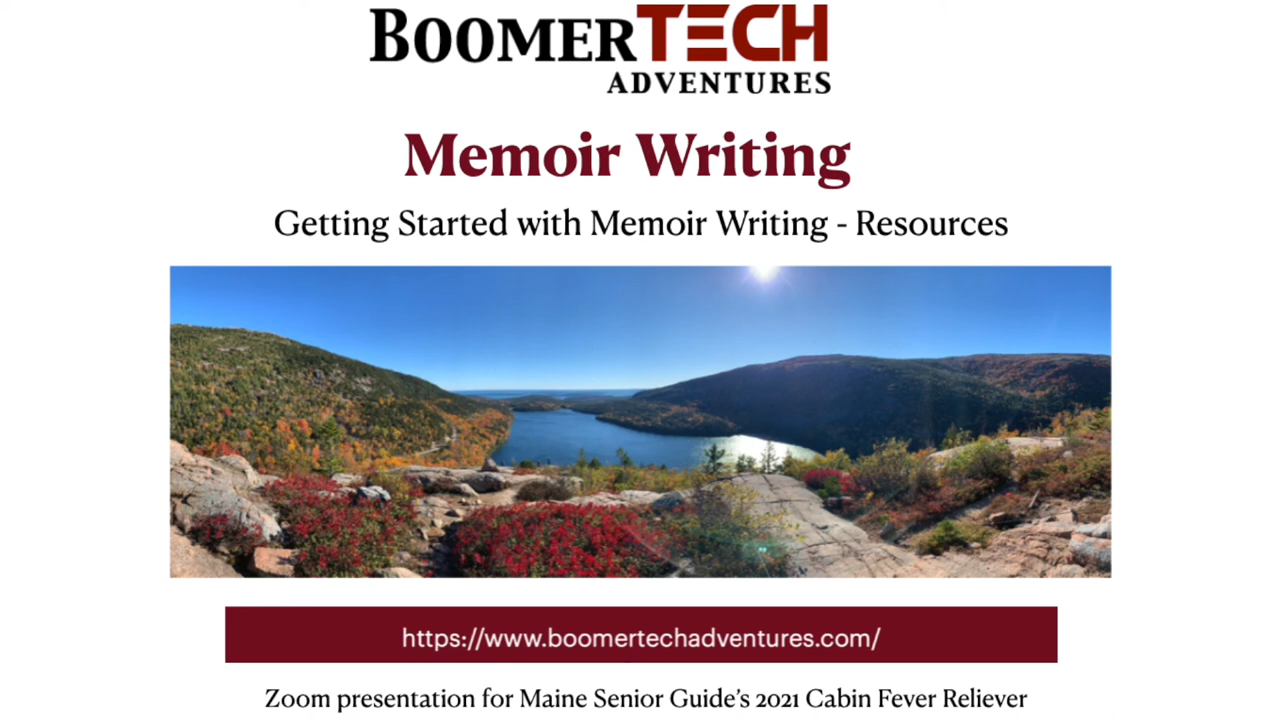 BOOMERTECH
ADVENTURES
Memoir Writing
Getting Started with Memoir Writing - Resources
https://www.boomertechadventures.com/
Zoom presentation for Maine Senior Guide's 2021 Cabin Fever Reliever